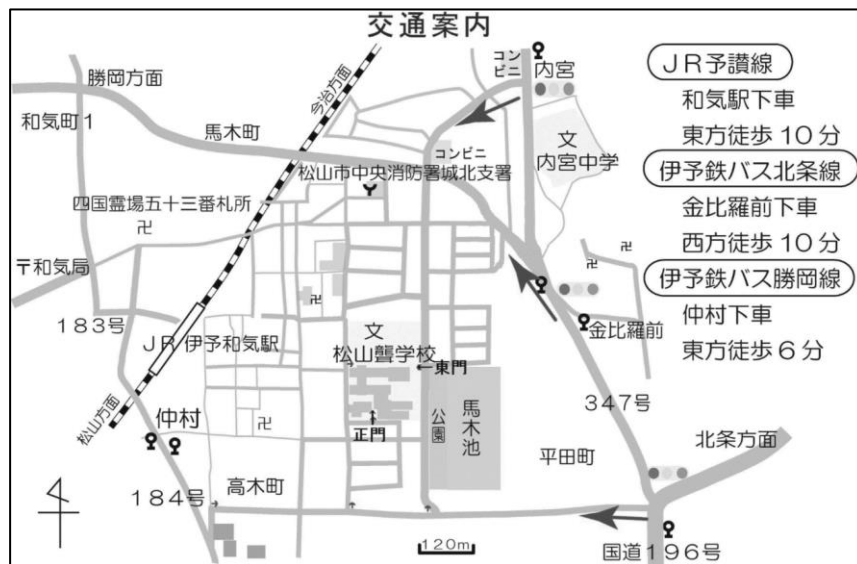 交通案内
勝岡方面
和気町1
馬木町
今治方面
コンビニ
内宮
文
内宮中学
コンビニ
松山市中央消防署城北支署
四国霊場五十三番札所
卍
〒和気局
183号
JR 伊予和気駅
卍
文
松山聾学校
←東門
正門
公園
馬木池
卍
卍
金比羅前
347号
松山方面
仲村
卍
184号
高木町
平田町
北条方面
120m
国道196号
JR予讃線
和気駅下車
東方徒歩10分
伊予鉄バス北条線
金比羅前下車
西方徒歩10分
伊予鉄バス勝岡線
仲村下車
東方徒歩6分